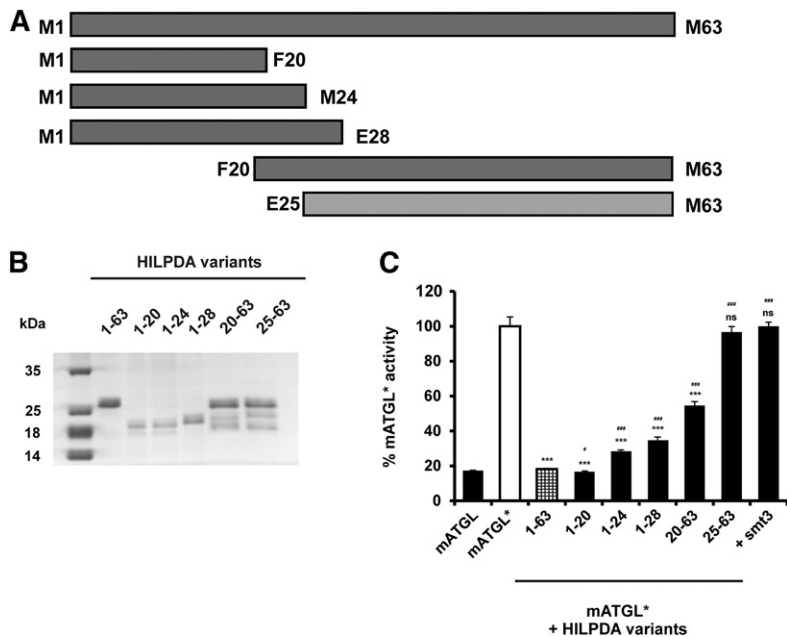 A
M1 M63
M1 F20
M1 M24
M1 E28
F20 M63
E25 M63
B
HILPDA variants
kDa
1-63 1-20 1-24 1-28 20-63 25-63
35
25
18
14
C
% mATGL* activity
120
100
80
60
40
20
0
***
#
***
###
***
###
***
###
***
###
ns
###
ns
mATGL mATGL* 1-63 1-20 1-24 1-28 20-63 25-63 + smt3
mATGL*
+ HILPDA variants